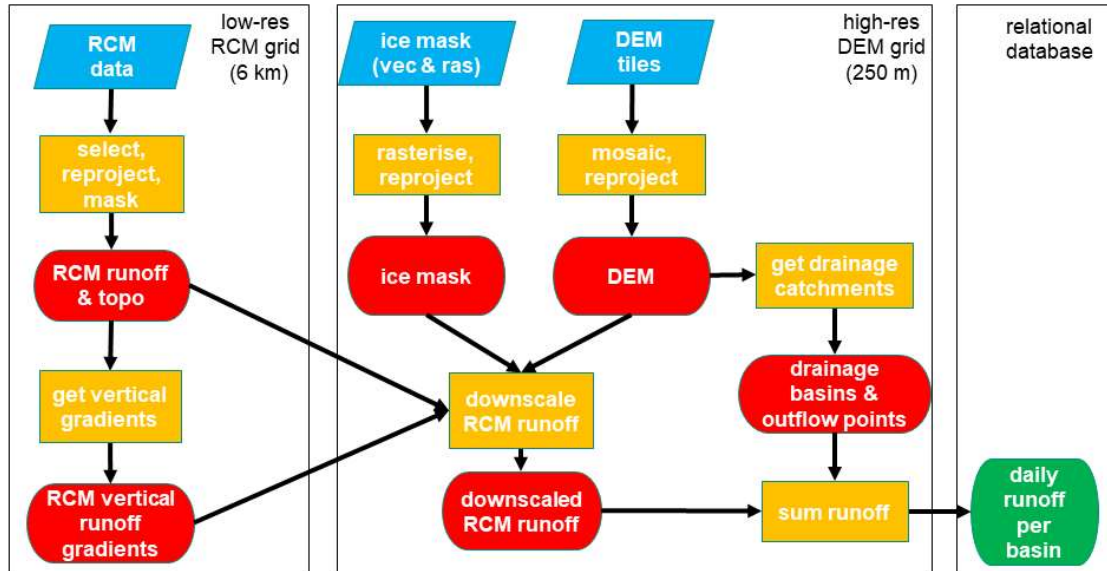 low-res
RCM grid
(6 km)
RCM
data
select,
reproject,
mask
RCM runoff
& topo
get vertical
gradients
RCM vertical
runoff
gradients
high-res
DEM grid
(250 m)
ice mask
(vec & ras)
DEM
tiles
rasterise,
reproject
mosaic,
reproject
ice mask
DEM
get drainage
catchments
downscale
RCM runoff
drainage
basins &
outflow points
downscaled
RCM runoff
sum runoff
relational
database
daily
runoff
per
basin